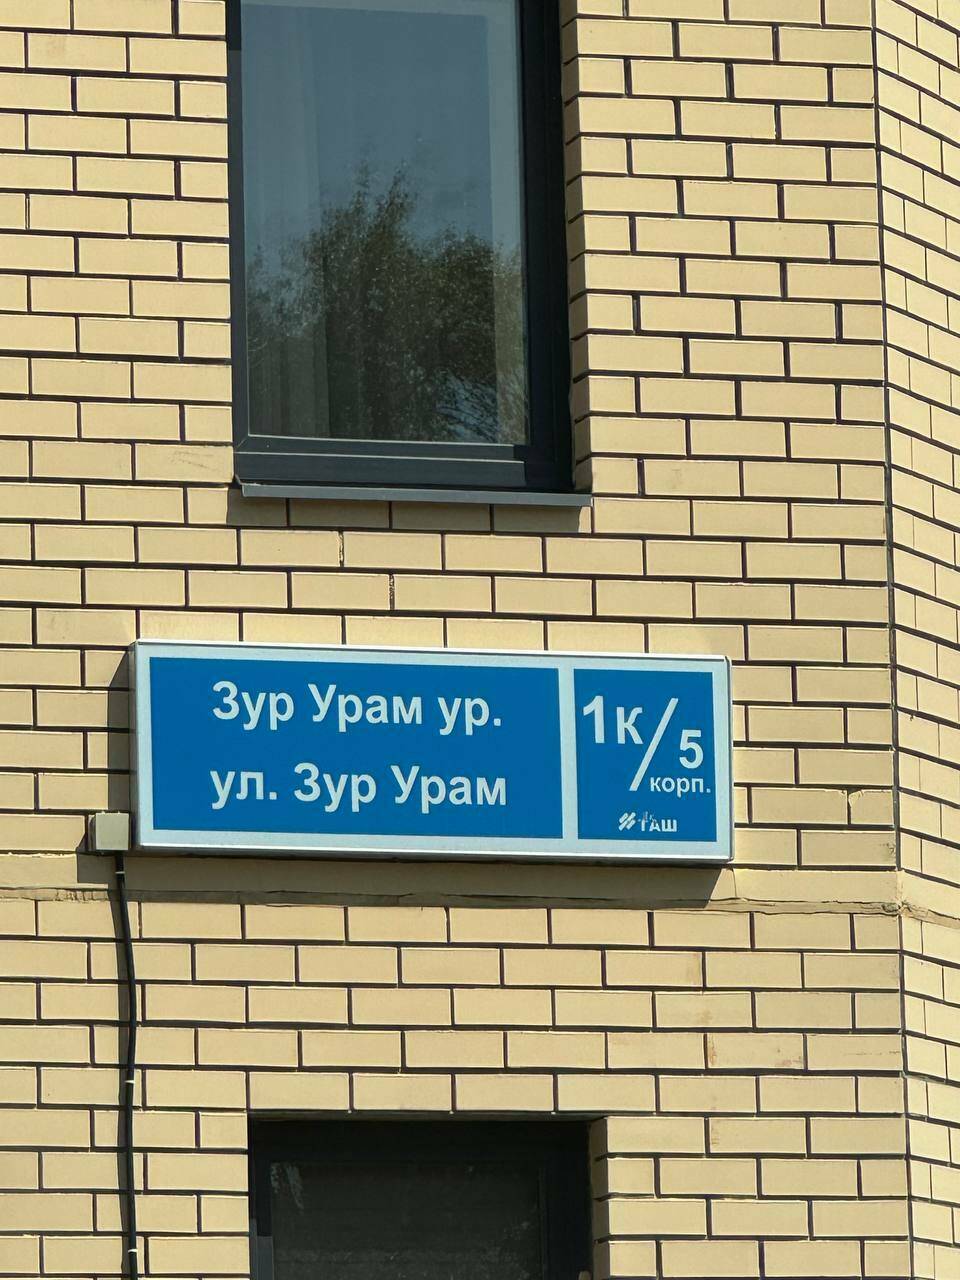 Зур Урам ур.
ул. Зур Урам
1к/5
корп.
ТАШ